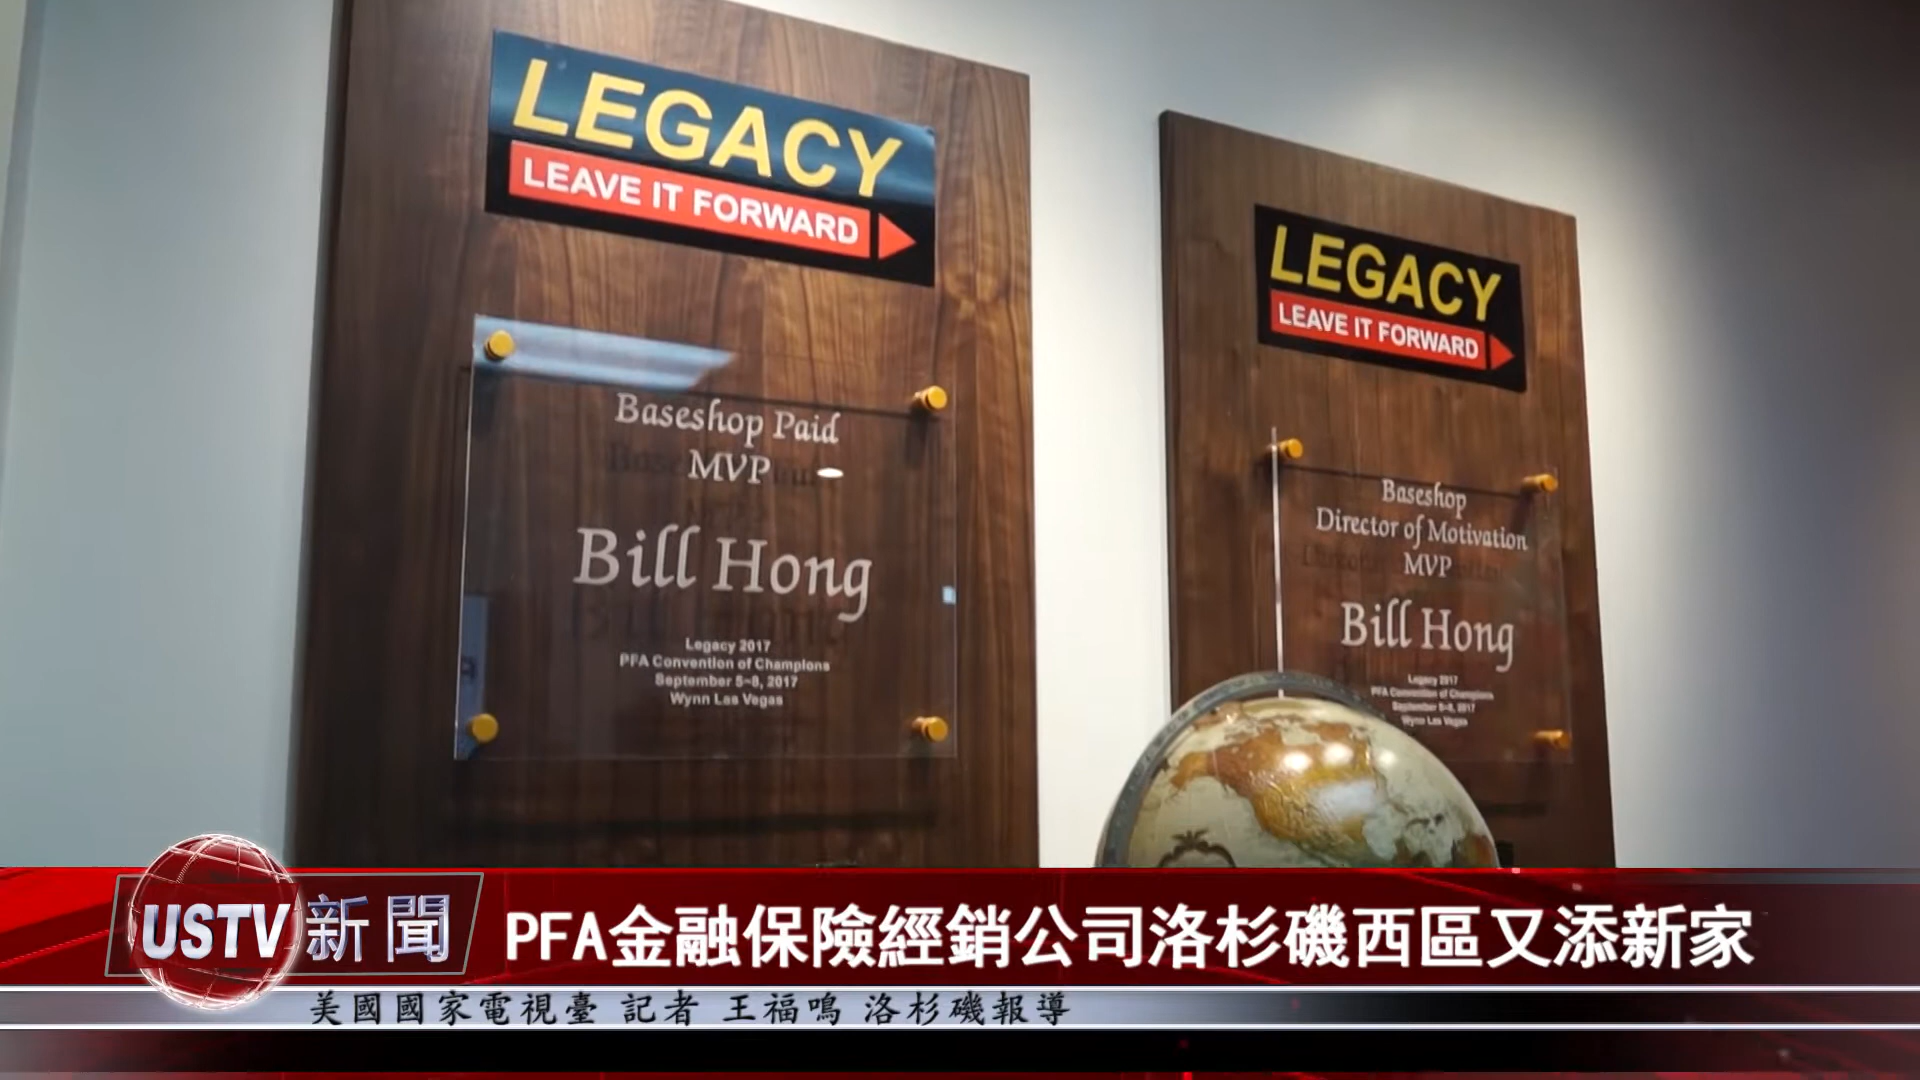 LEGACY
LEAVE IT FORWARD
Baseshop Paid
MVP
Bill Hong
Legacy 2017
PFA Convention of Champions
September 5~8, 2017
Wynn Las Vegas
LEGACY
LEAVE IT FORWARD
Baseshop
Director of Motivation
MVP
Bill Hong
Legacy 2017
PFA Convention of Champions
September 5~8, 2017
Wynn Las Vegas
USTV新聞
PFA金融保險經銷公司洛杉磯西區又添新家
美國國家電視臺 記者 王福鳴 洛杉磯報導